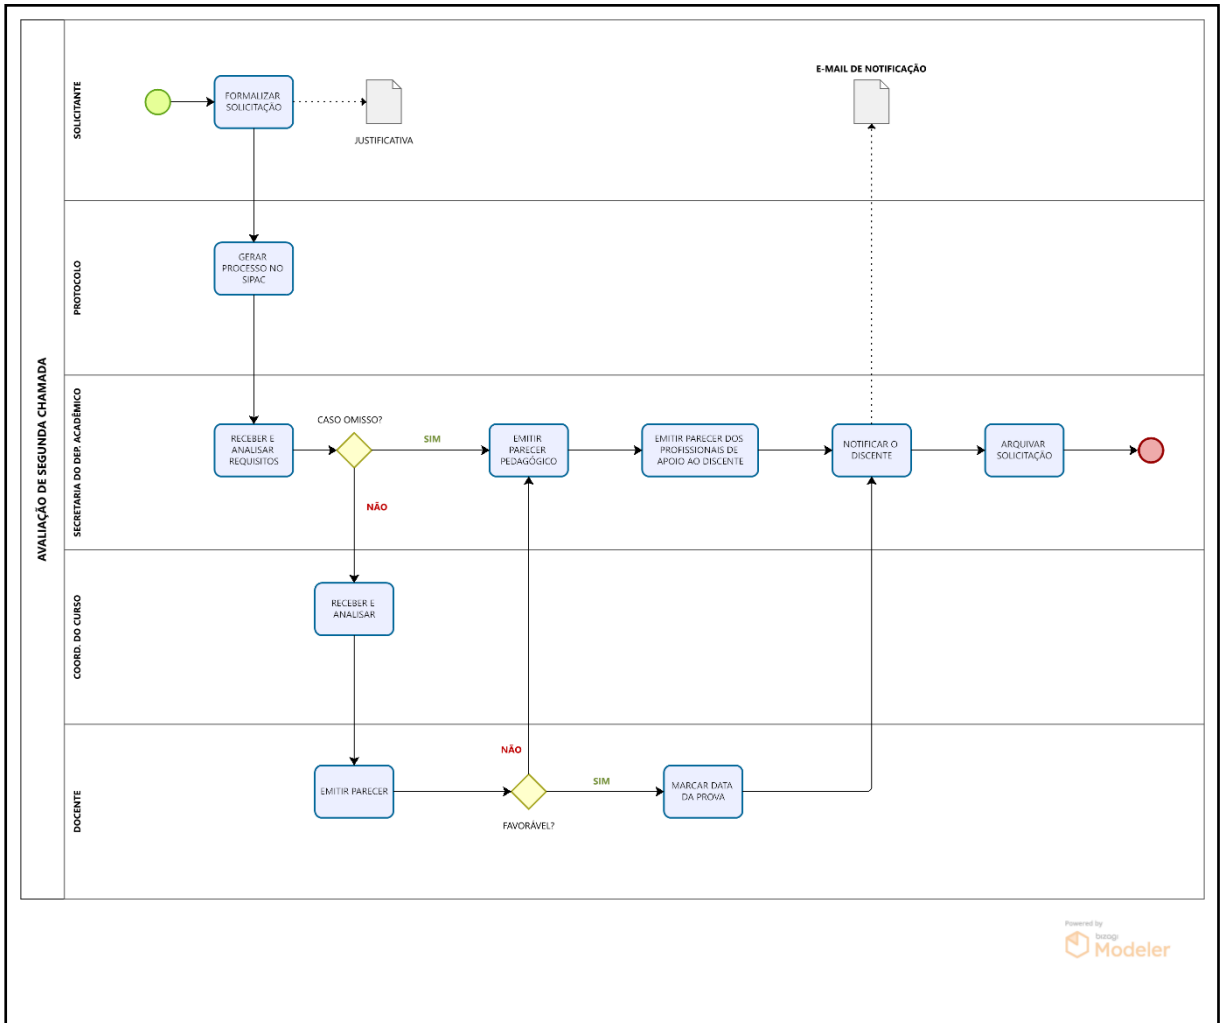 AVALIAÇÃO DE SEGUNDA CHAMADA
SOLICITANTE
FORMALIZAR
SOLICITAÇÃO
JUSTIFICATIVA
E-MAIL DE NOTIFICAÇÃO
PROTOCOLO
GERAR
PROCESSO NO
SIPAC
SECRETARIA DO DEP. ACADÊMICO
RECEBER E
ANALISAR
REQUISITOS
CASO OMISSO?
SIM
NÃO
EMITIR
PARECER
PEDAGÓGICO
EMITIR PARECER DOS
PROFISSIONAIS DE
APOIO AO DISCENTE
NOTIFICAR O
DISCENTE
ARQUIVAR
SOLICITAÇÃO
COORD. DO CURSO
RECEBER E
ANALISAR
DOCENTE
EMITIR PARECER
NÃO
FAVORÁVEL?
SIM
MARCAR DATA
DA PROVA
Powered by
bizagi
Modeler